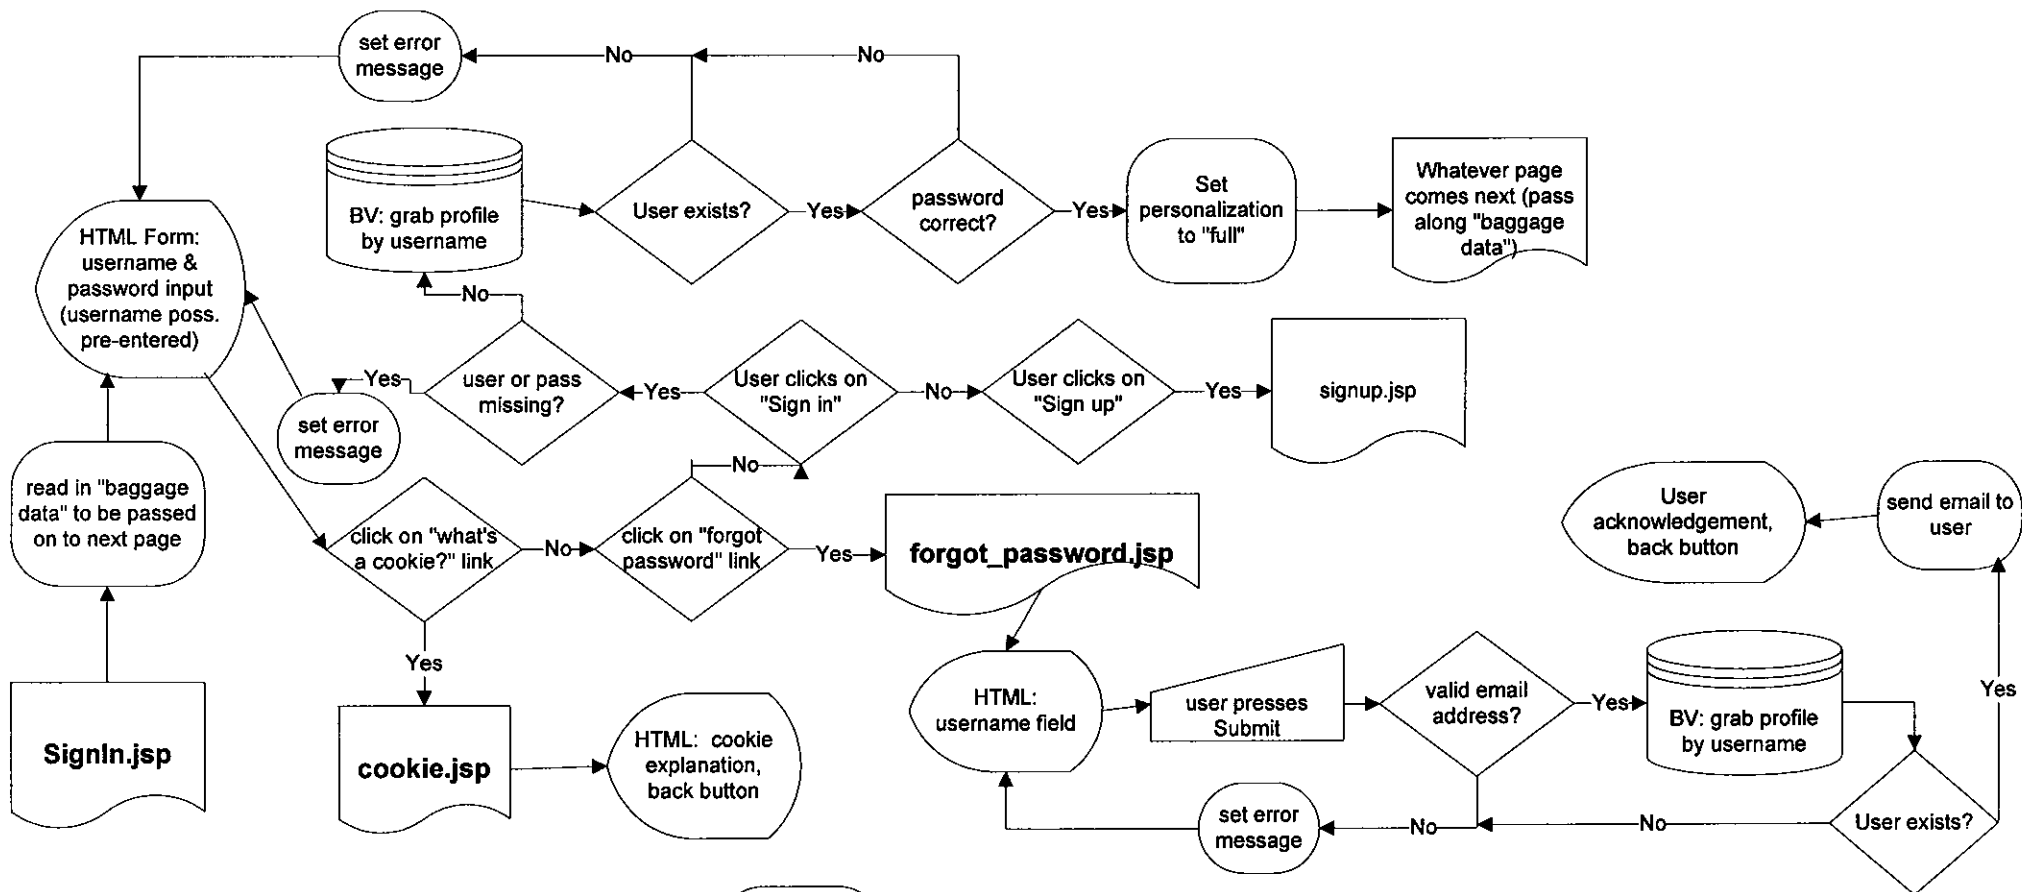 set error
message
No
No
BV: grab profile
by username
User exists?
Yes
password
correct?
Yes
Set
personalization
to "full"
Whatever page
comes next (pass
along "baggage
data")
HTML Form:
username &
password input
(username poss.
pre-entered)
No
Yes
user or pass
missing?
Yes
User clicks on
"Sign in"
No
User clicks on
"Sign up"
Yes
signup.jsp
set error
message
No
read in "baggage
data" to be passed
on to next page
click on "what's
a cookie?" link
No
click on "forgot
password" link
Yes
forgot_password.jsp
User
acknowledgement,
back button
send email to
user
Yes
Yes
SignIn.jsp
cookie.jsp
HTML: cookie
explanation,
back button
HTML:
username field
user presses
Submit
valid email
address?
Yes
BV: grab profile
by username
set error
message
No
No
User exists?